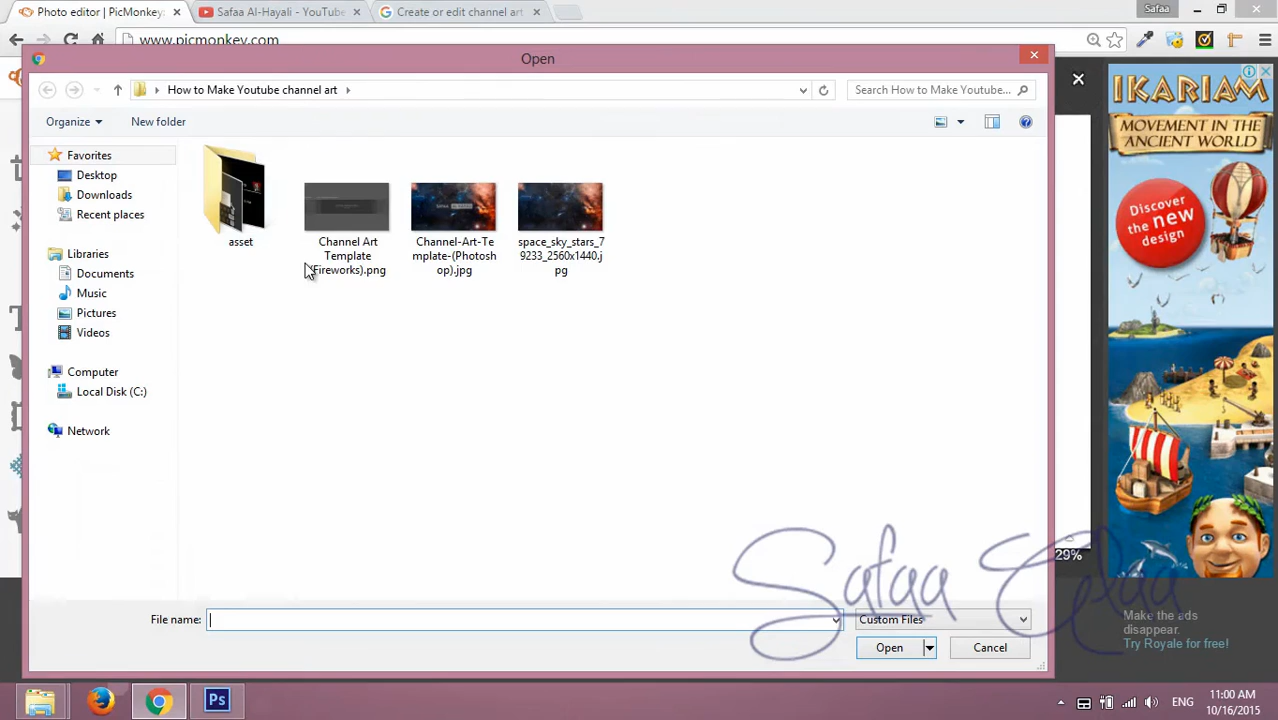 Photo editor | PicMonkey:
Safaa Al-Hayali - YouTube
Create or edit channel art
Safaa
www.picmonkey.com
Open
How to Make Youtube channel art
Search How to Make Youtube...
Organize
New folder
Favorites
Desktop
Downloads
Recent places
Libraries
Documents
Music
Pictures
Videos
Computer
Local Disk (C:)
Network
asset
Channel Art
Template
(Fireworks).png
Channel-Art-Te
mplate-(Photosh
op).jpg
space_sky_stars_7
9233_2560x1440.j
pg
File name:
Custom Files
Open
Cancel
29%
IKARIAM
MOVEMENT IN THE
ANCIENT WORLD
Discover
the new
design
Make the ads
disappear.
Try Royale for free!
Safaa
Ps
ENG
11:00 AM
10/16/2015